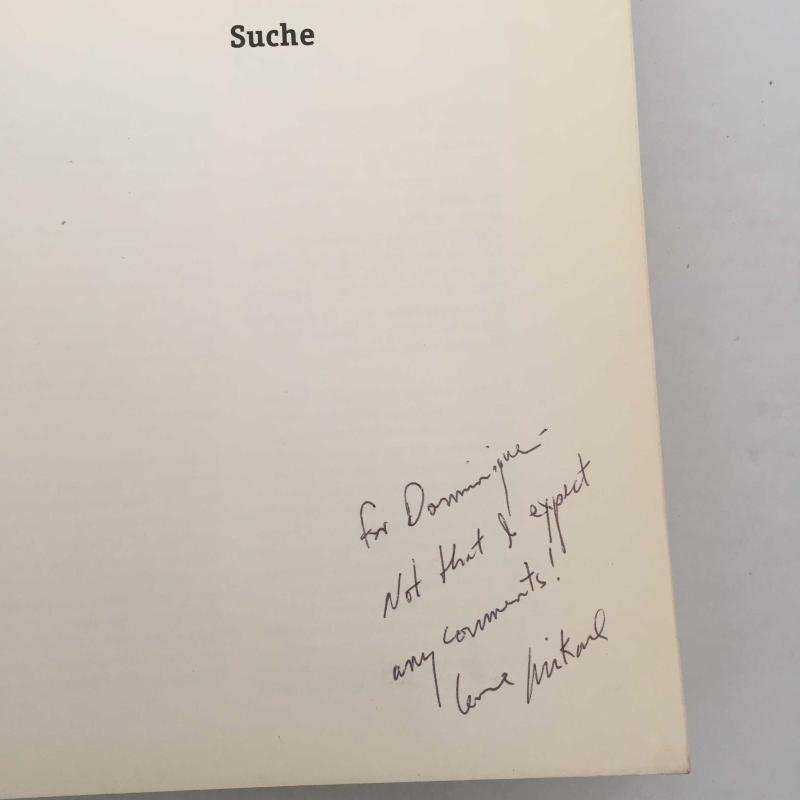 Suche
For Dominique –
Not that I expect
any comments!
Love Mikael